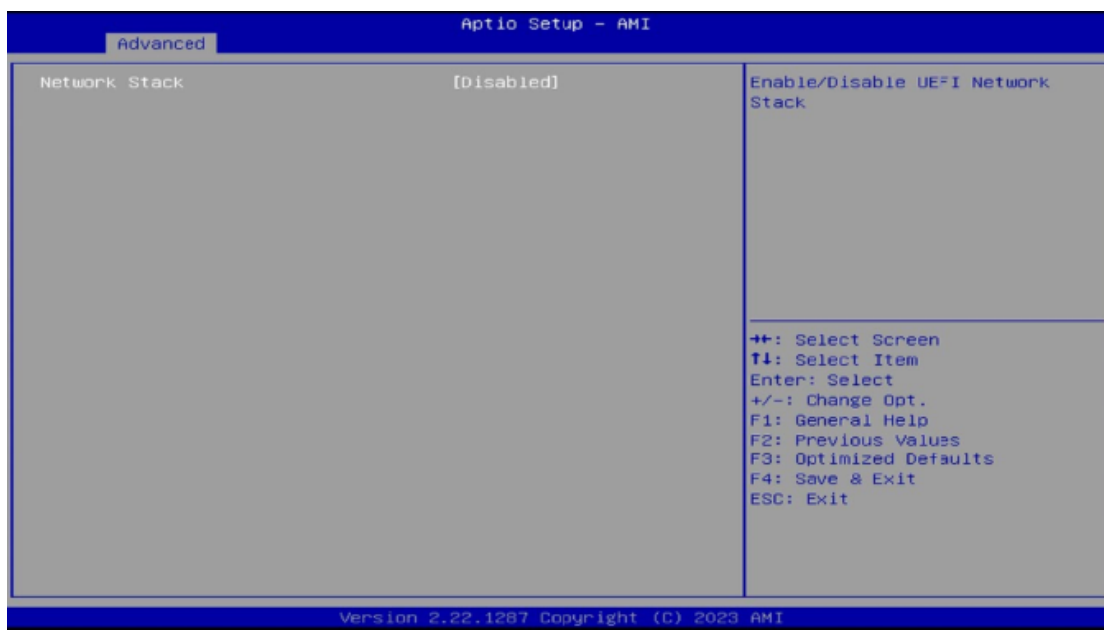 Aptio Setup – AMI
Advanced
Network Stack [Disabled]
Enable/Disable UEFI Network
Stack
→←: Select Screen
↑↓: Select Item
Enter: Select
+/-: Change Opt.
F1: General Help
F2: Previous Values
F3: Optimized Defaults
F4: Save & Exit
ESC: Exit
Version 2.22.1287 Copyright (C) 2023 AMI